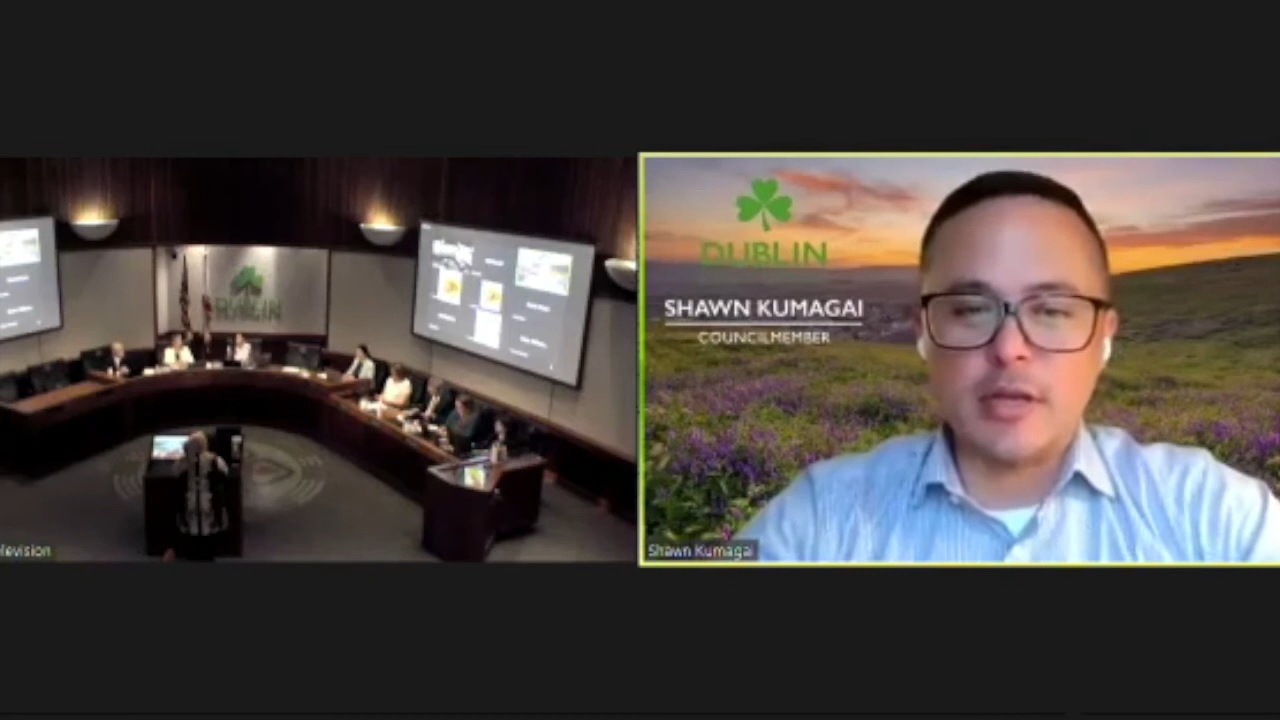 DUBLIN
levision
DUBLIN
SHAWN KUMAGAI
COUNCILMEMBER
Shawn Kumagai